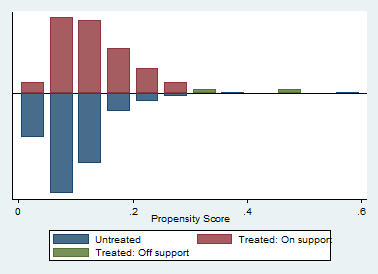 0 .2 .4 .6
Propensity Score
Untreated Treated: On support
Treated: Off support